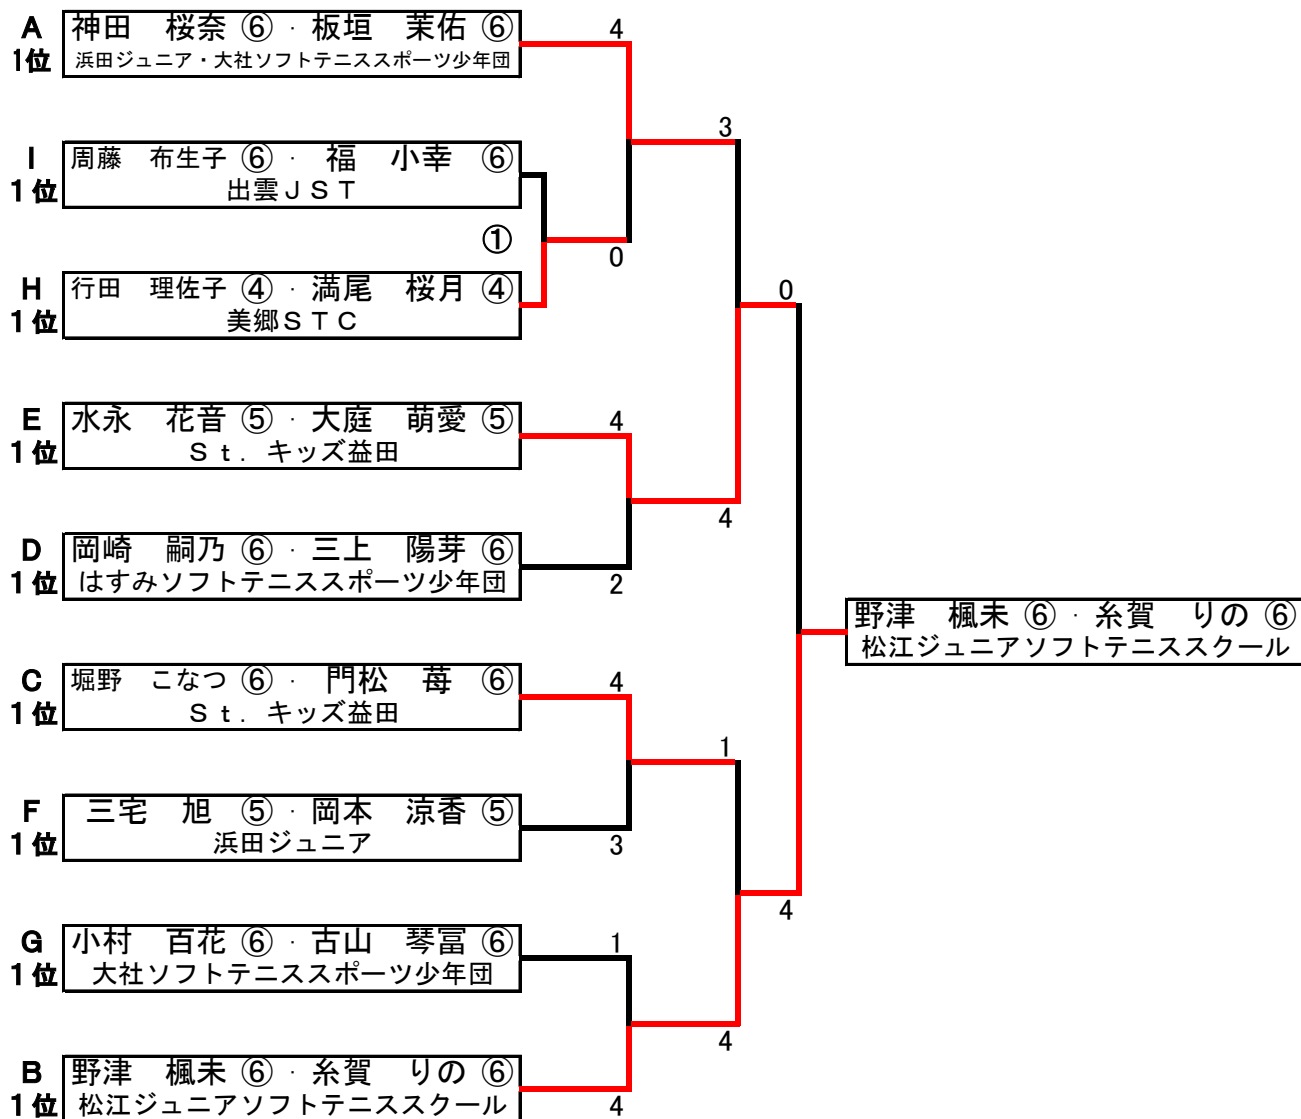 A 神田　桜奈 ⑥ · 板垣　茉佑 ⑥
1位 浜田ジュニア・大社ソフトテニススポーツ少年団
4
3
I 周藤　布生子 ⑥ · 福　小幸 ⑥
1位 出雲ＪＳＴ
①
0
H 行田　理佐子 ④ · 満尾　桜月 ④
1位 美郷ＳＴＣ
0
E 水永　花音 ⑤ · 大庭　萌愛 ⑤
1位 Ｓｔ．キッズ益田
4
4
D 岡崎　嗣乃 ⑥ · 三上　陽芽 ⑥
1位 はすみソフトテニススポーツ少年団
2
野津　楓未 ⑥ · 糸賀　りの ⑥
松江ジュニアソフトテニススクール
C 堀野　こなつ ⑥ · 門松　苺 ⑥
1位 Ｓｔ．キッズ益田
4
1
F 三宅　旭 ⑤ · 岡本　涼香 ⑤
1位 浜田ジュニア
3
4
G 小村　百花 ⑥ · 古山　琴冨 ⑥
1位 大社ソフトテニススポーツ少年団
1
4
B 野津　楓未 ⑥ · 糸賀　りの ⑥
1位 松江ジュニアソフトテニススクール
4